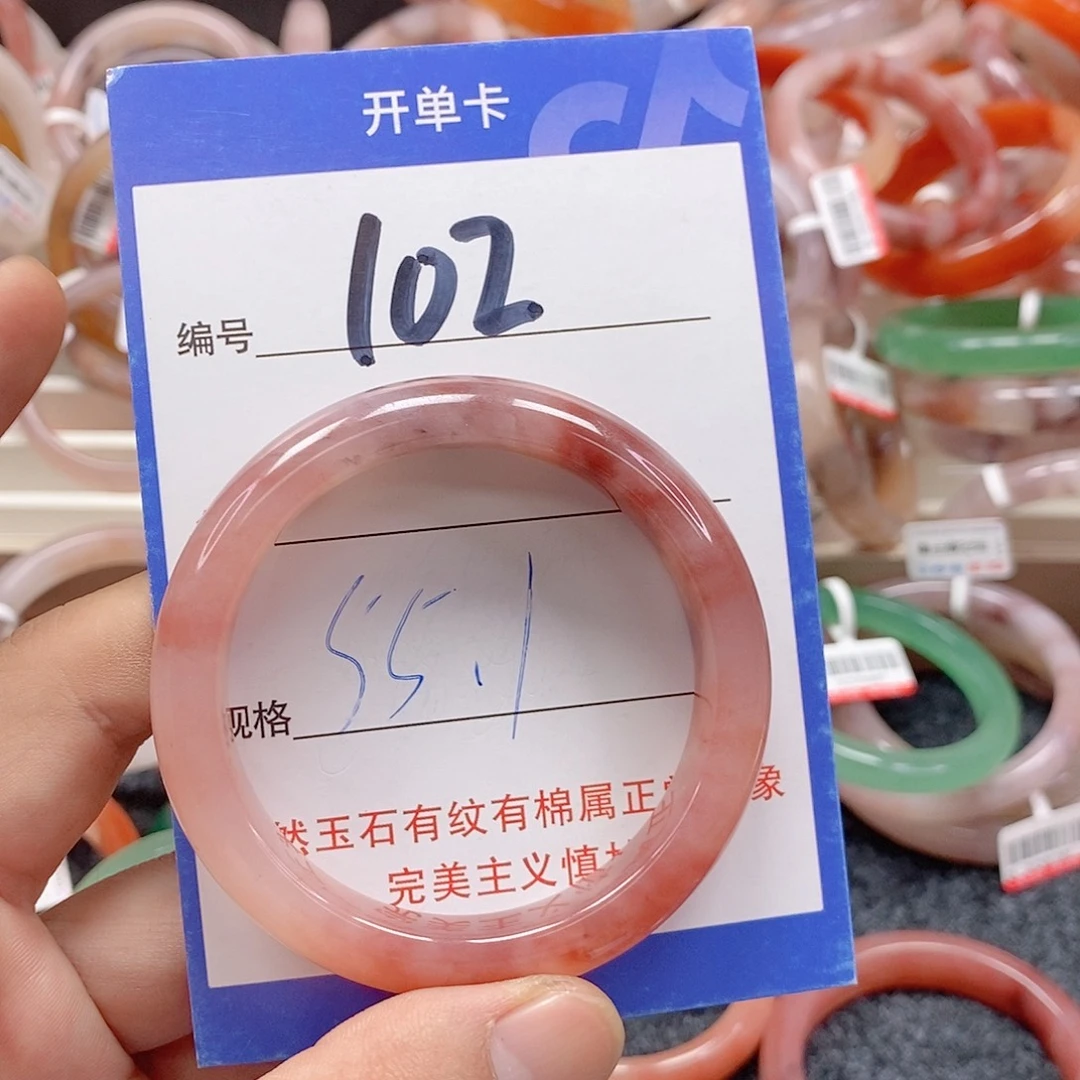 开单卡
编号 102
规格 55.1
然玉石有纹有棉属正 象
完美主义慎